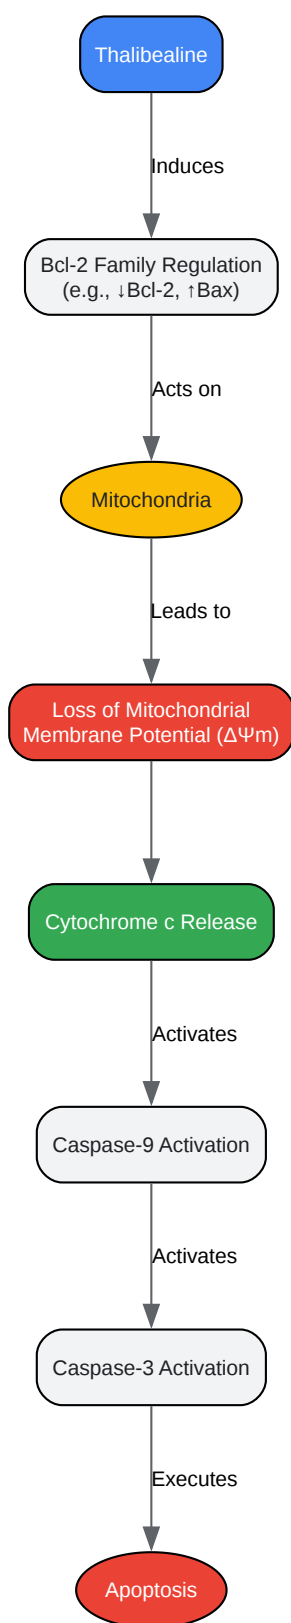 Thalibealine
Induces
Bcl-2 Family Regulation
(e.g., ↓Bcl-2, ↑Bax)
Acts on
Mitochondria
Leads to
Loss of Mitochondrial
Membrane Potential (ΔΨm)
Cytochrome c Release
Activates
Caspase-9 Activation
Activates
Caspase-3 Activation
Executes
Apoptosis